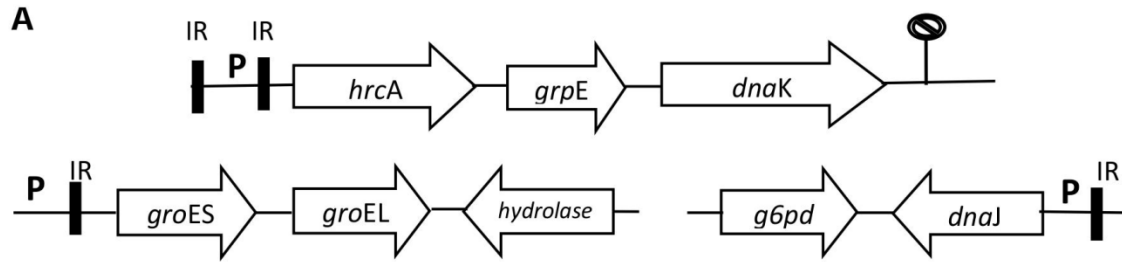 A
IR P IR hrcA grpE dnaK
P IR groES groEL hydrolase g6pd dnaJ P IR